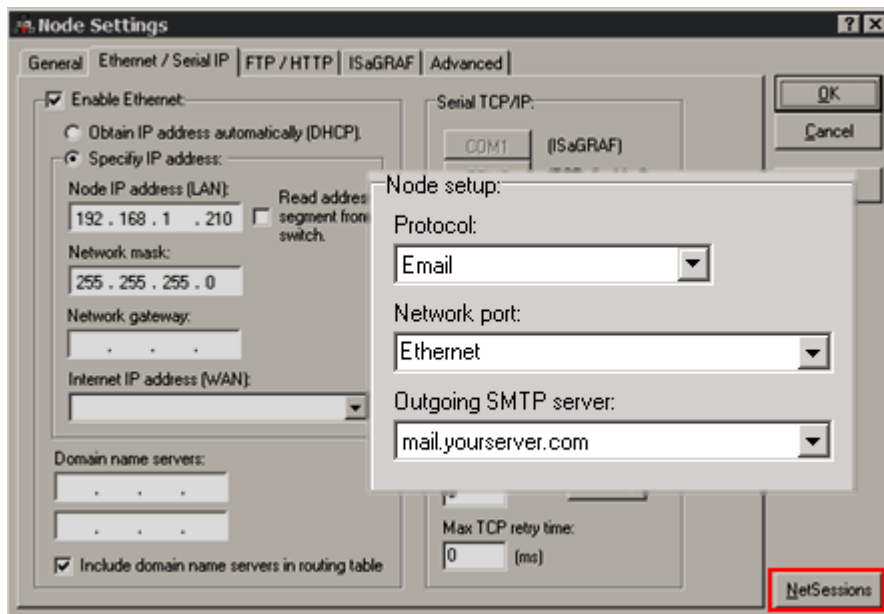 Node Settings
General Ethernet / Serial IP FTP / HTTP ISaGRAF Advanced
Enable Ethernet:
Obtain IP address automatically (DHCP).
Specifiy IP address:
Node IP address (LAN):
192 . 168 . 1 . 210
Read addres
segment from
switch.
Network mask:
255 . 255 . 255 . 0
Network gateway:
. . .
Internet IP address (WAN):
Domain name servers:
. . .
. . .
Include domain name servers in routing table
Serial TCP/IP:
COM1 (ISaGRAF)
Node setup:
Protocol:
Email
Network port:
Ethernet
Outgoing SMTP server:
mail.yourserver.com
Max TCP retry time:
0 (ms)
OK
Cancel
NetSessions